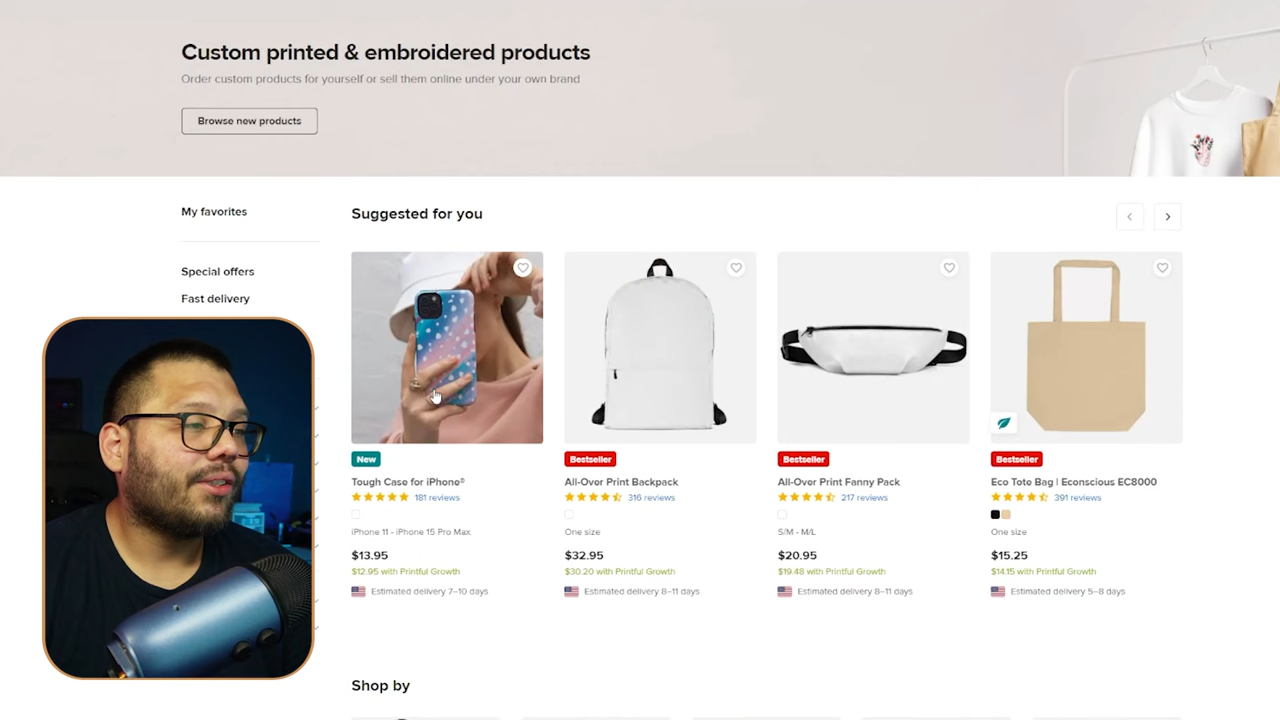 Custom printed & embroidered products
Order custom products for yourself or sell them online under your own brand
Browse new products
My favorites
Special offers
Fast delivery
Suggested for you
New
Tough Case for iPhone®
181 reviews
iPhone 11 - iPhone 15 Pro Max
$13.95
$12.95 with Printful Growth
Estimated delivery 7–10 days
Bestseller
All-Over Print Backpack
316 reviews
One size
$32.95
$30.20 with Printful Growth
Estimated delivery 8–11 days
Bestseller
All-Over Print Fanny Pack
217 reviews
S/M - M/L
$20.95
$19.48 with Printful Growth
Estimated delivery 8–11 days
Bestseller
Eco Tote Bag | Econscious EC8000
391 reviews
One size
$15.25
$14.15 with Printful Growth
Estimated delivery 5–8 days
Shop by